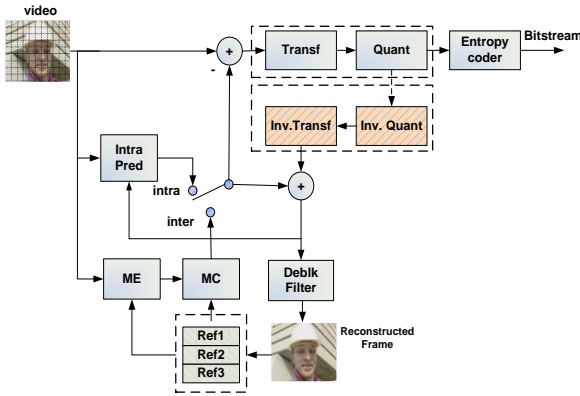 video
+
Transf
Quant
Entropy
coder
Bitstream
-
Inv.Transf
Inv. Quant
Intra
Pred
intra
+
inter
ME
MC
Deblk
Filter
Ref1
Ref2
Ref3
Reconstructed
Frame